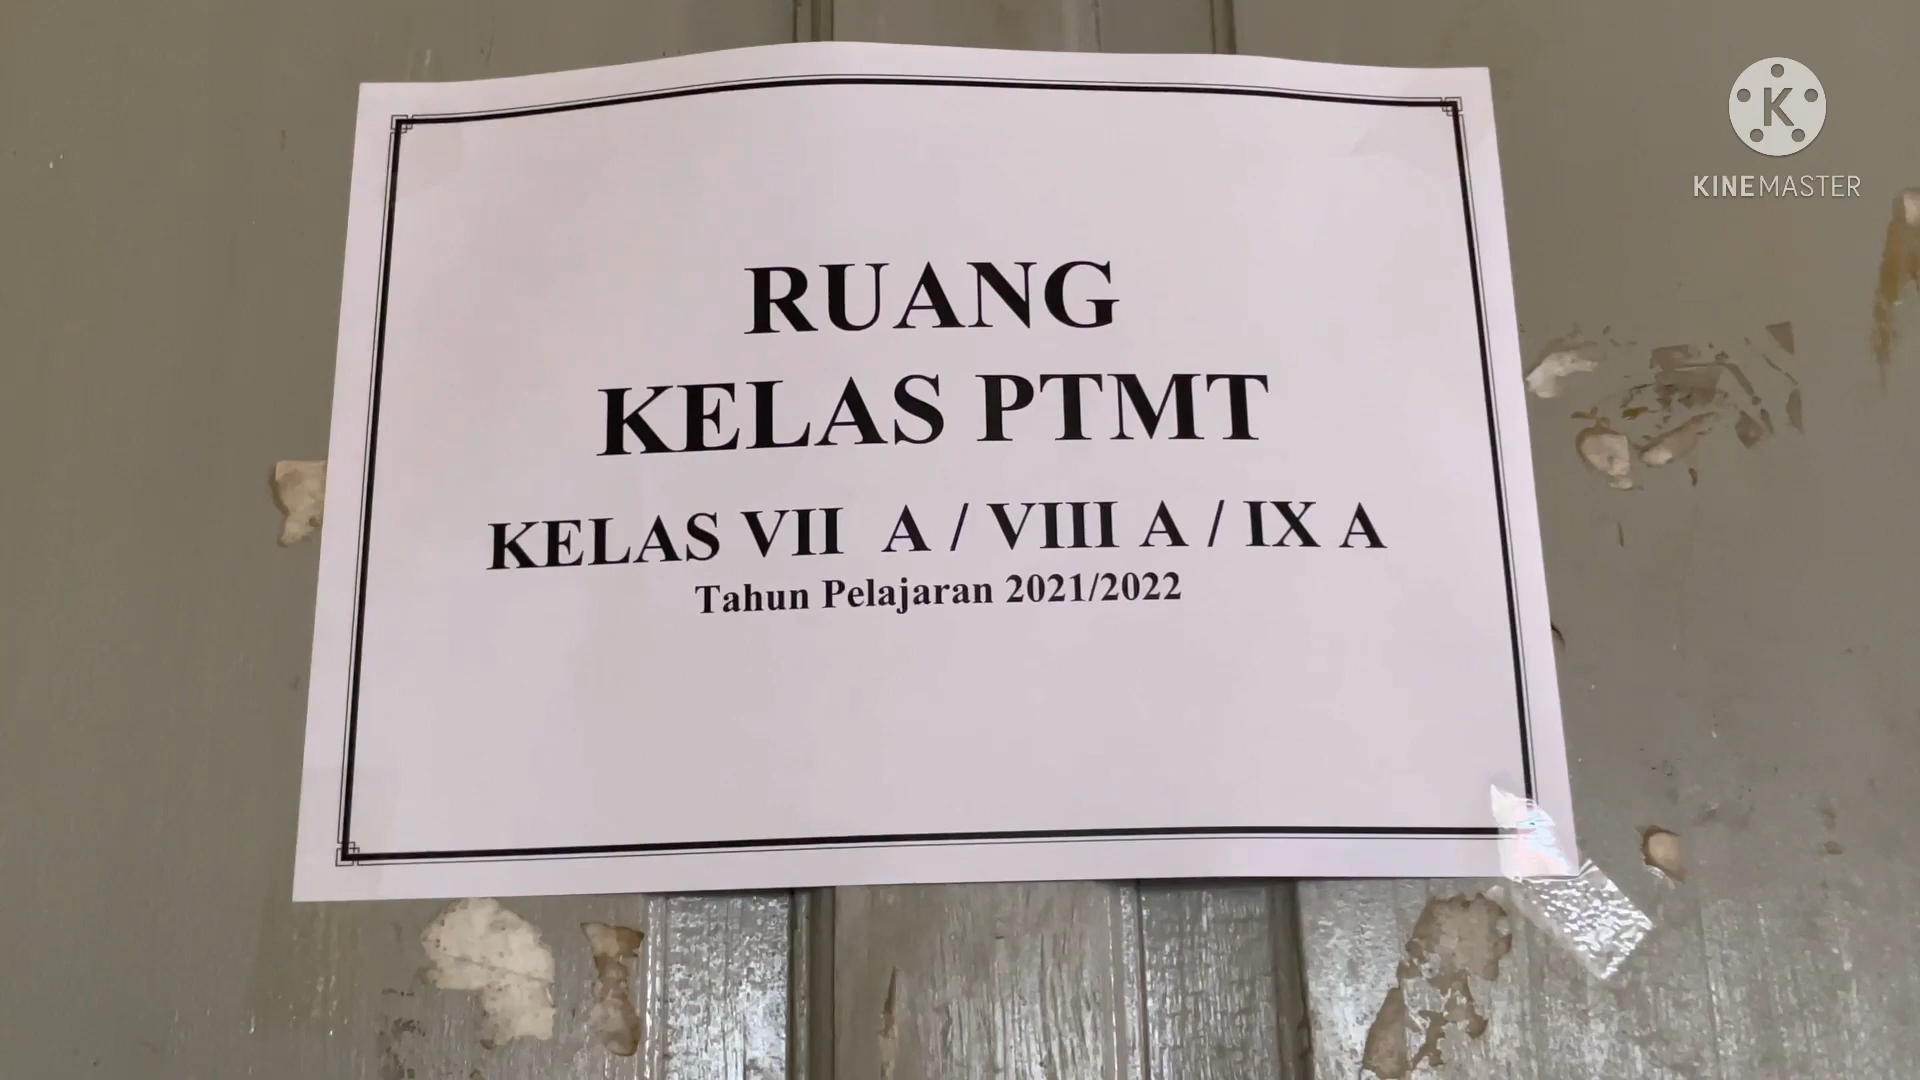 RUANG
KELAS PTMT
KELAS VII A / VIII A / IX A
Tahun Pelajaran 2021/2022
K
KINEMASTER